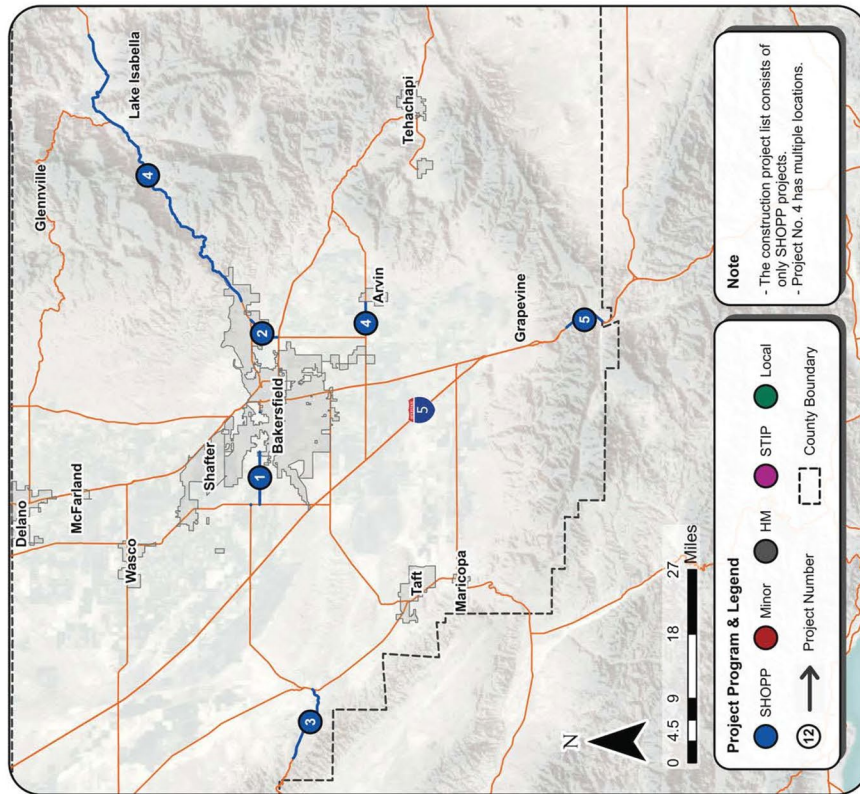 Delano
McFarland
Wasco
Shafter
Glennville
Lake Isabella
4
1
Bakersfield
2
4
Arvin
Tehachapi
3
5
Taft
Maricopa
Grapevine
5
N
0 4.5 9 18 27
Miles
Project Program & Legend
SHOPP
Minor
HM
STIP
Local
12
Project Number
County Boundary
Note
- The construction project list consists of
only SHOPP projects.
- Project No. 4 has multiple locations.